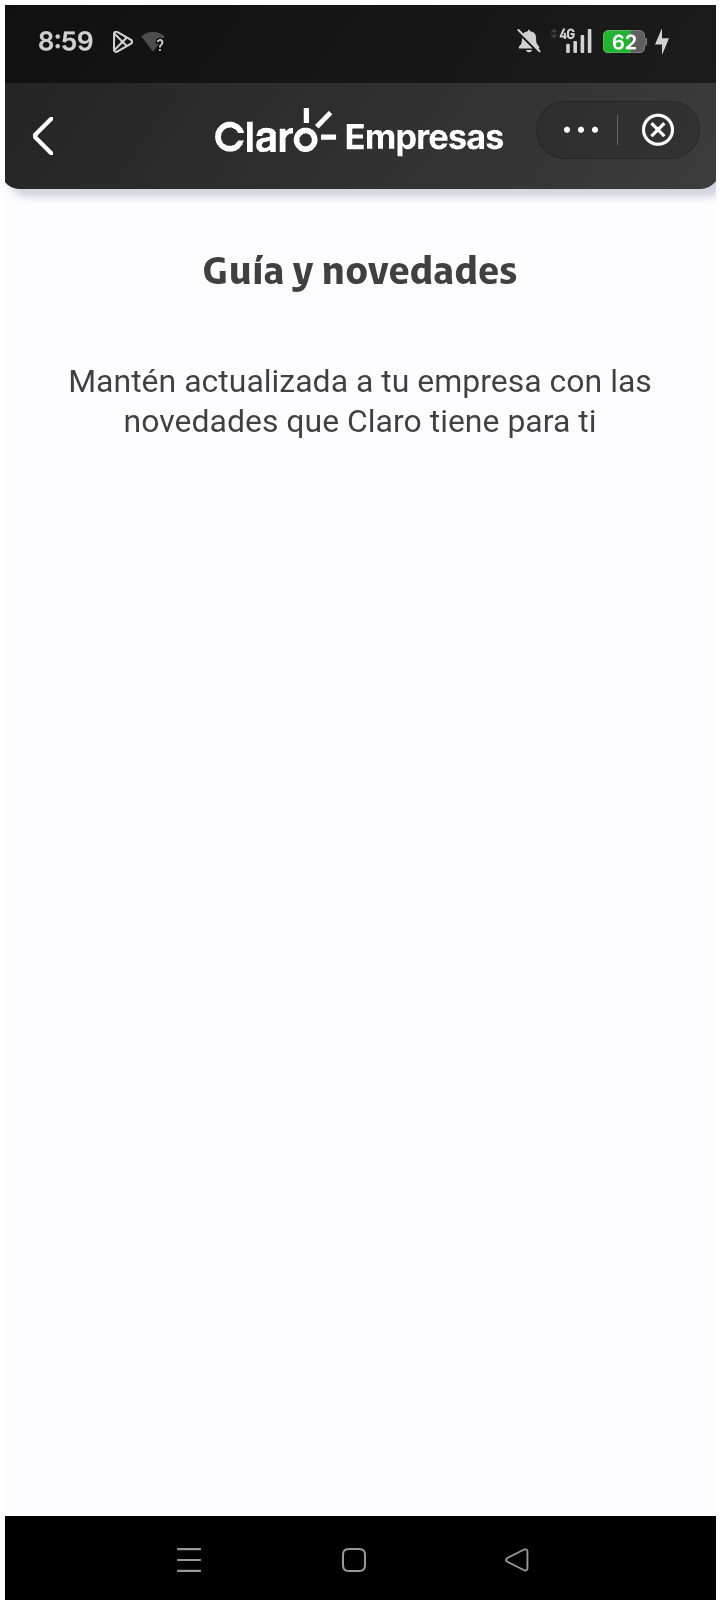 8:59
4G
62
Claro Empresas
Guía y novedades
Mantén actualizada a tu empresa con las
novedades que Claro tiene para ti